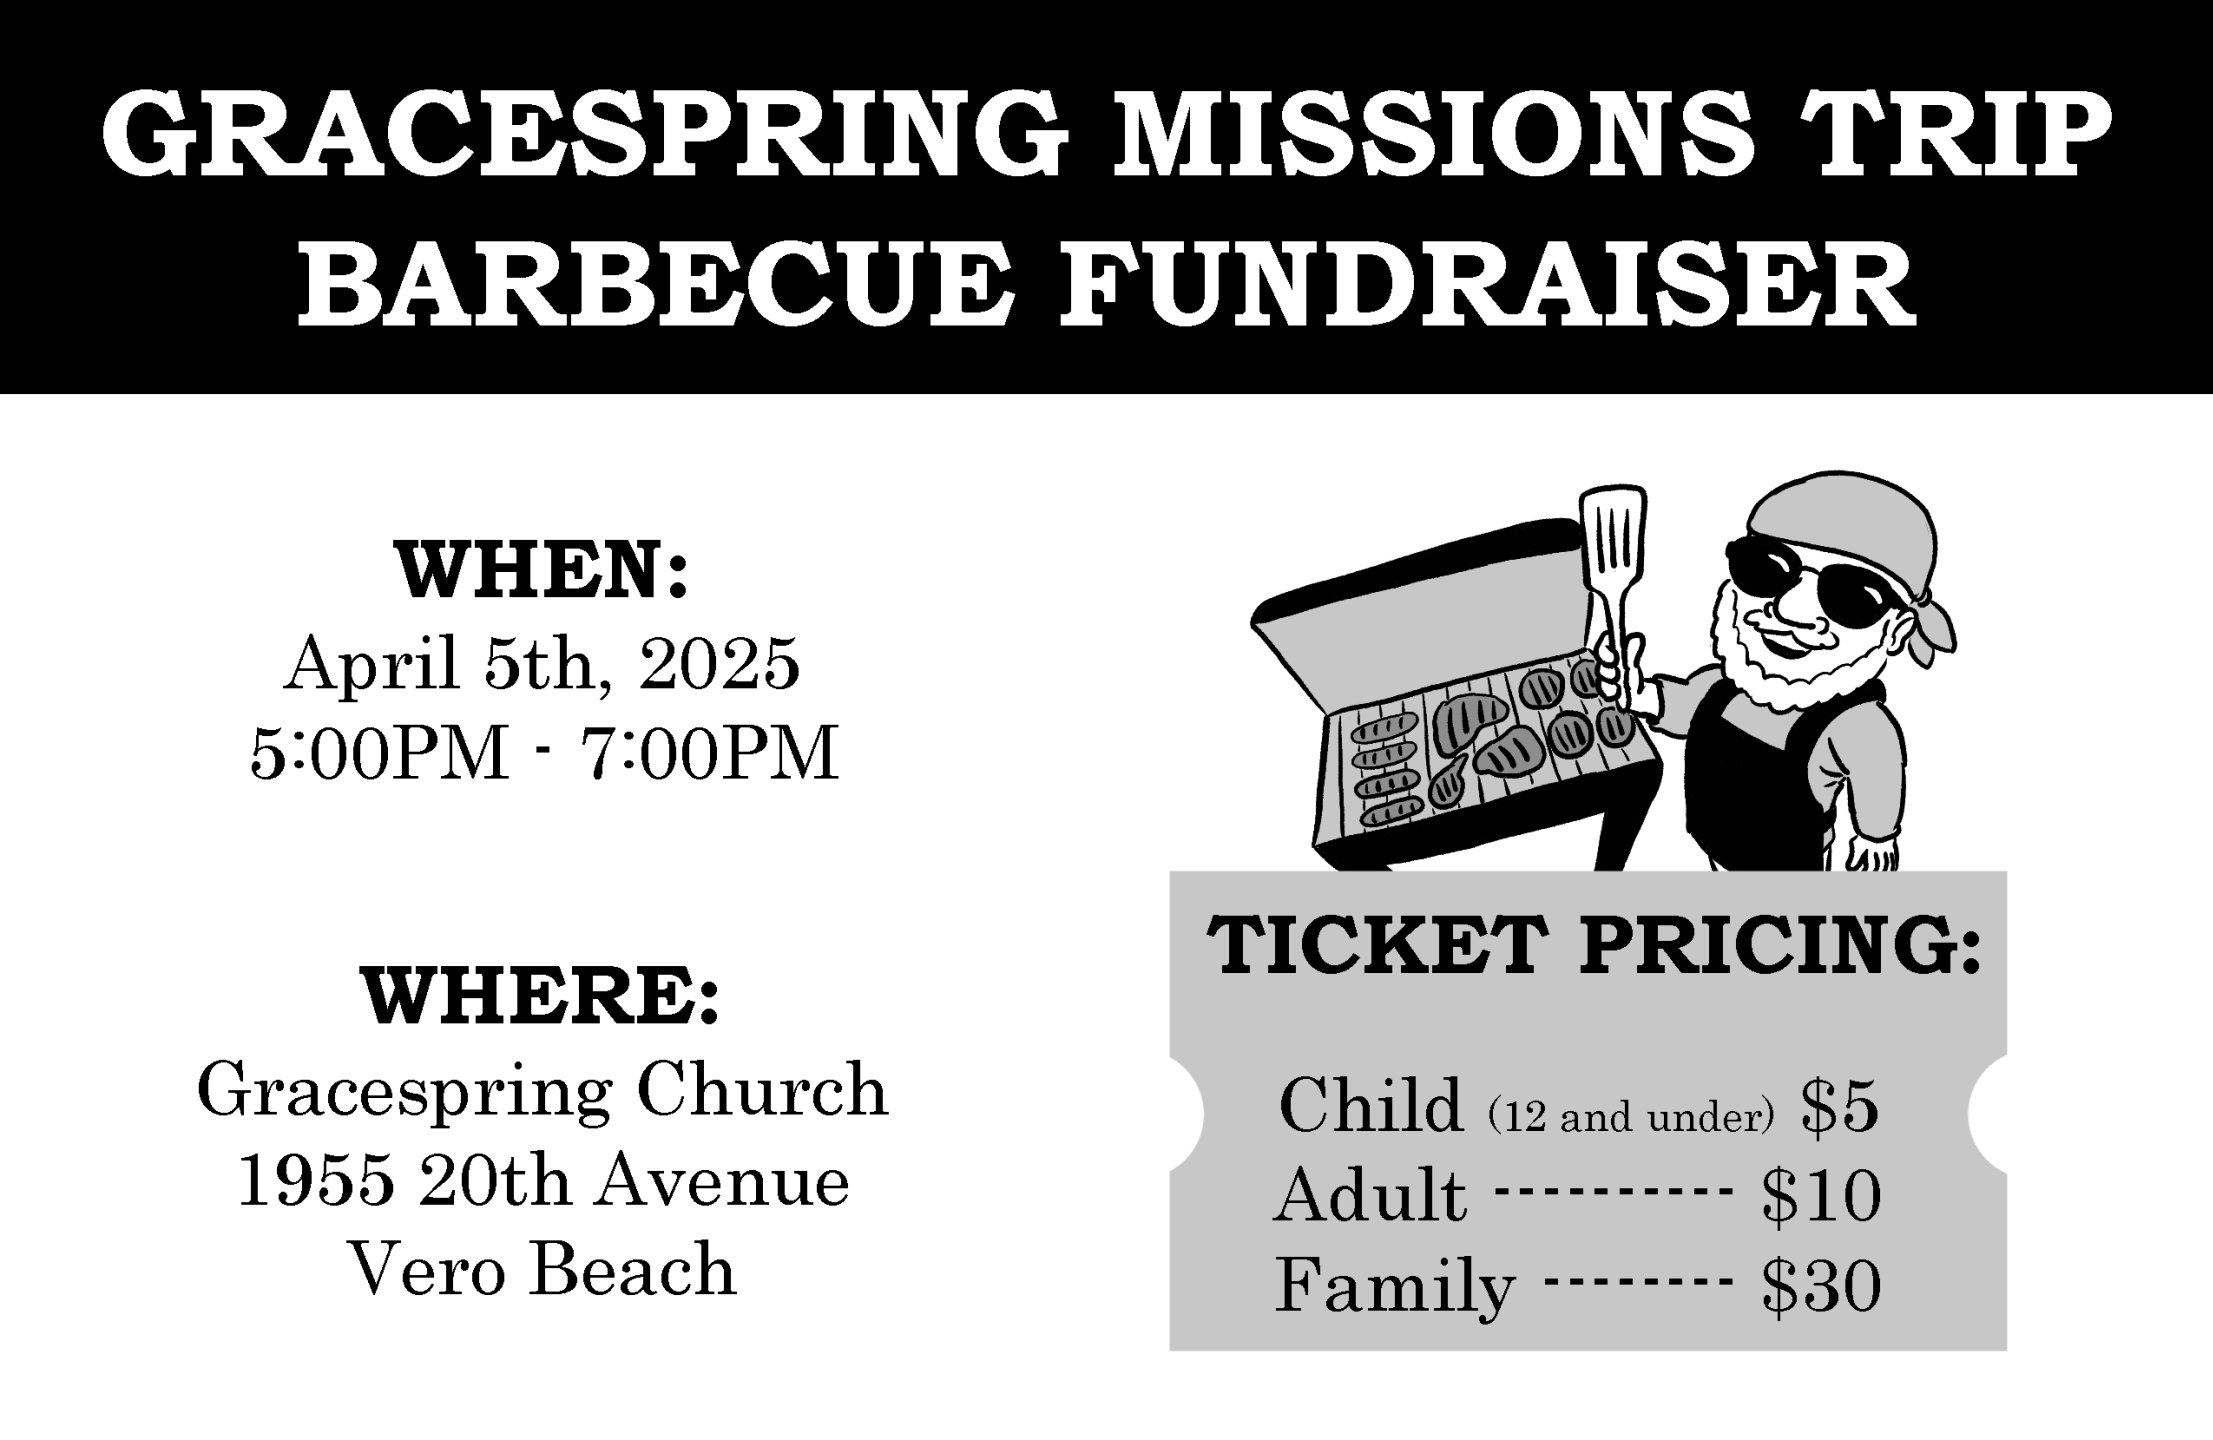 GRACESPRING MISSIONS TRIP
BARBECUE FUNDRAISER
WHEN:
April 5th, 2025
5:00PM - 7:00PM
WHERE:
Gracespring Church
1955 20th Avenue
Vero Beach
TICKET PRICING:
Child (12 and under) $5
Adult ---------- $10
Family -------- $30